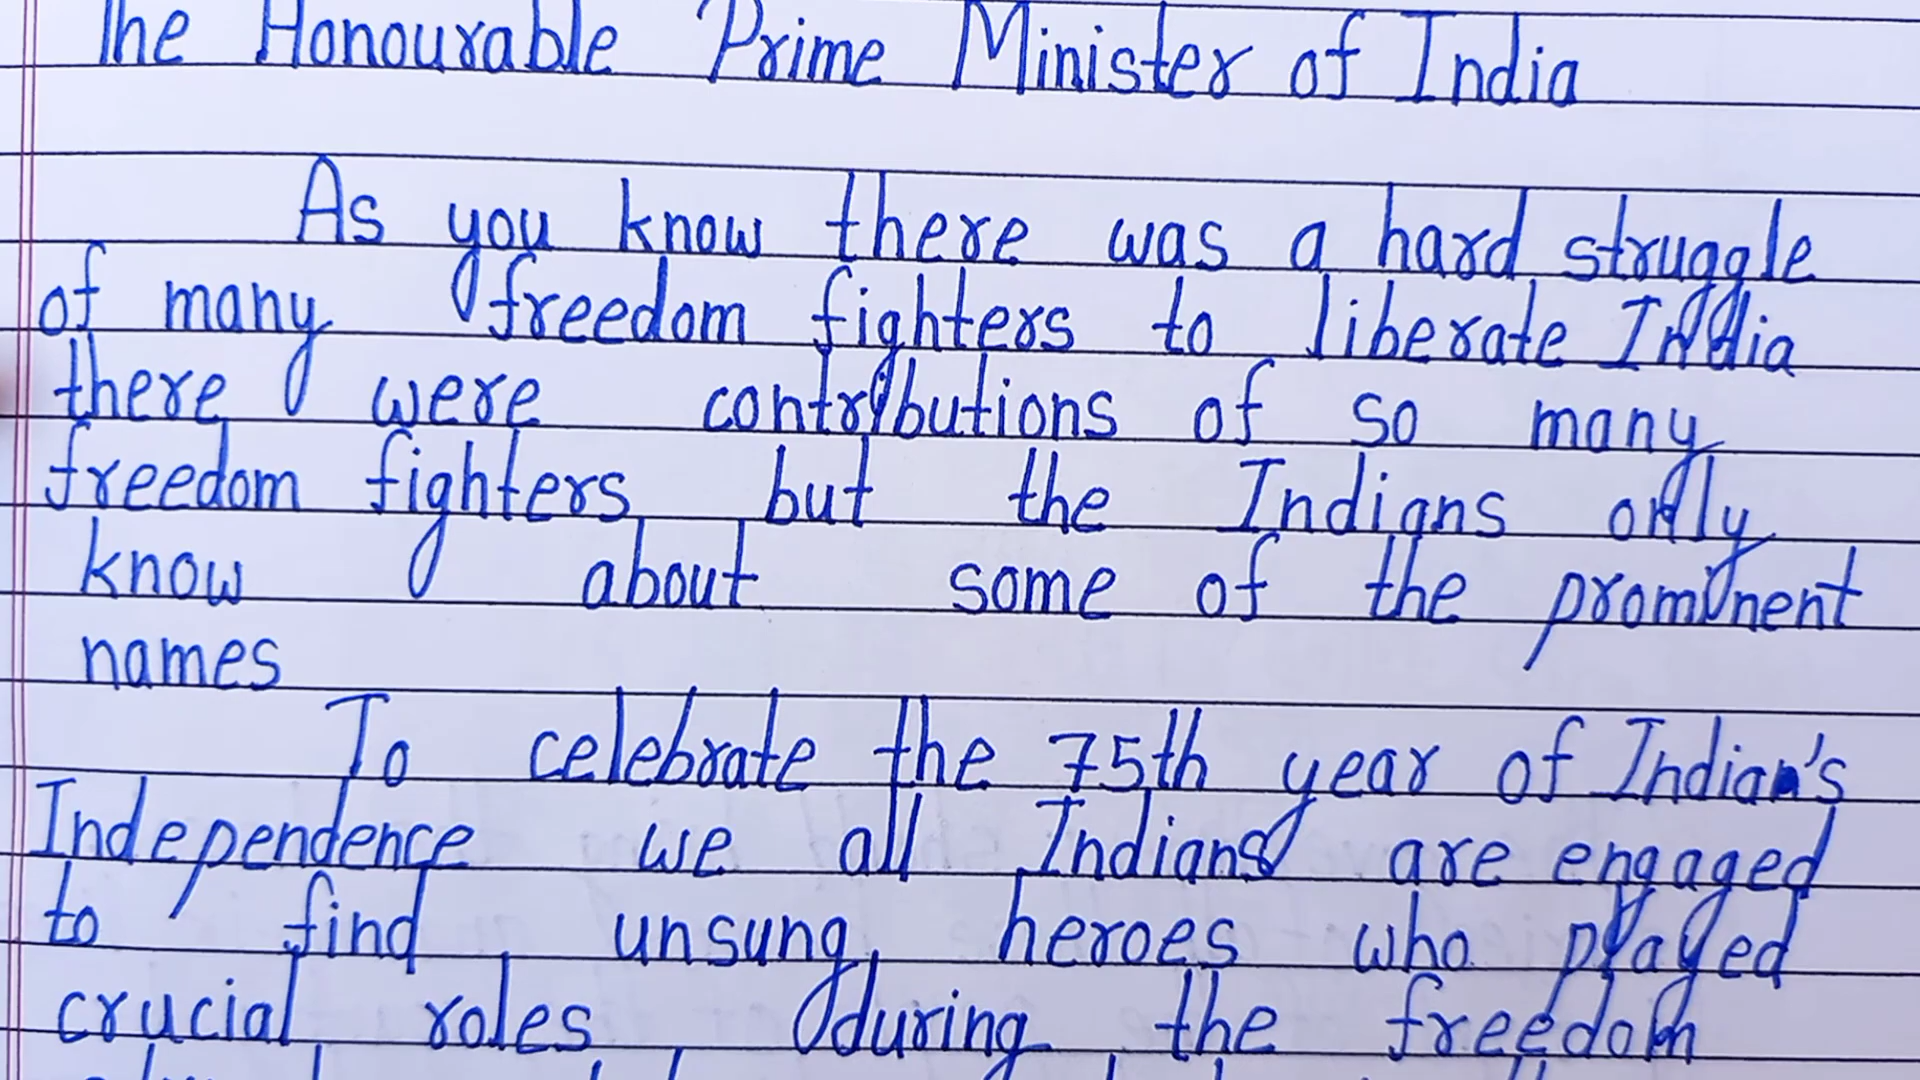 The Honourable Prime Minister of India
As you know there was a hard struggle
of many freedom fighters to liberate India
there were contributions of so many
freedom fighters but the Indians only
know about some of the prominent
names
To celebrate the 75th year of Indian's
Independence we all Indians are engaged
to find unsung heroes who played
crucial roles during the freedom